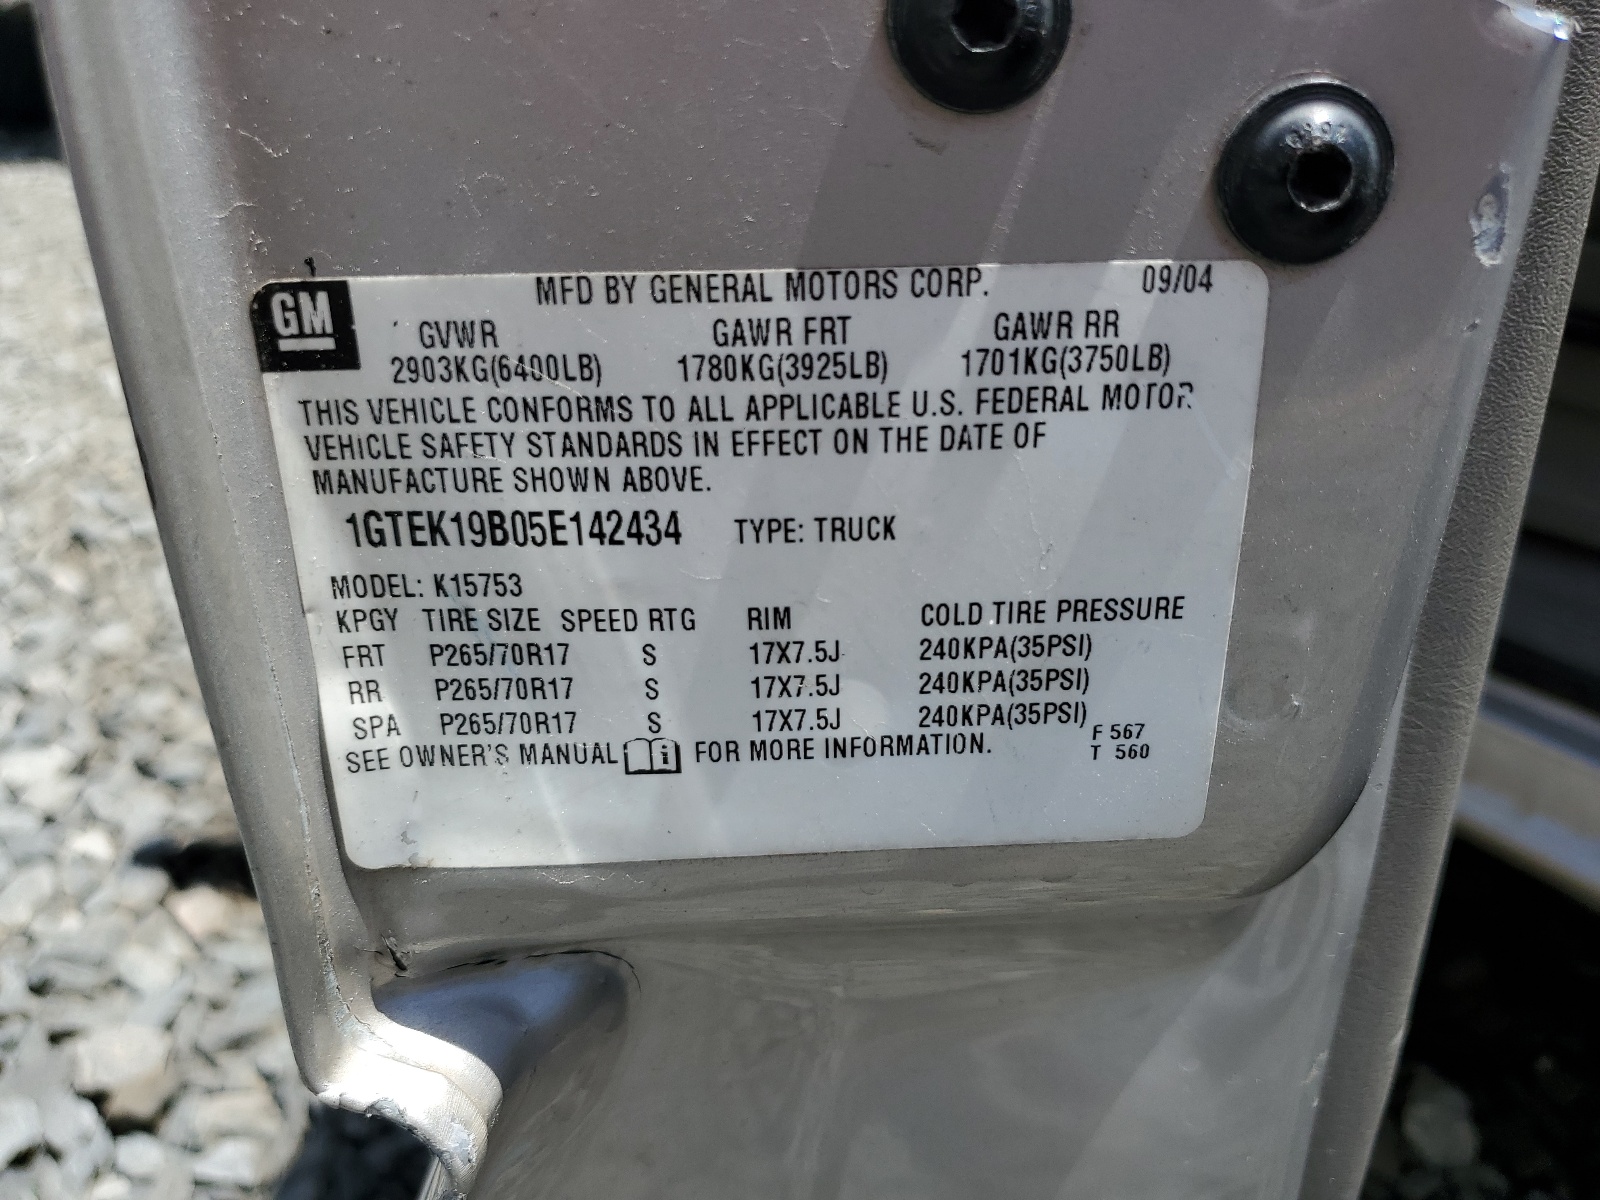 MFD BY GENERAL MOTORS CORP. 09/04
GM
GVWR GAWR FRT GAWR RR
2903KG(6400LB) 1780KG(3925LB) 1701KG(3750LB)
THIS VEHICLE CONFORMS TO ALL APPLICABLE U.S. FEDERAL MOTOR
VEHICLE SAFETY STANDARDS IN EFFECT ON THE DATE OF
MANUFACTURE SHOWN ABOVE.
1GTEK19B05E142434 TYPE: TRUCK
MODEL: K15753
KPGY TIRE SIZE SPEED RTG RIM COLD TIRE PRESSURE
FRT P265/70R17 S 17X7.5J 240KPA(35PSI)
RR P265/70R17 S 17X7.5J 240KPA(35PSI)
SPA P265/70R17 S 17X7.5J 240KPA(35PSI)
F 567
SEE OWNER'S MANUAL FOR MORE INFORMATION. T 560